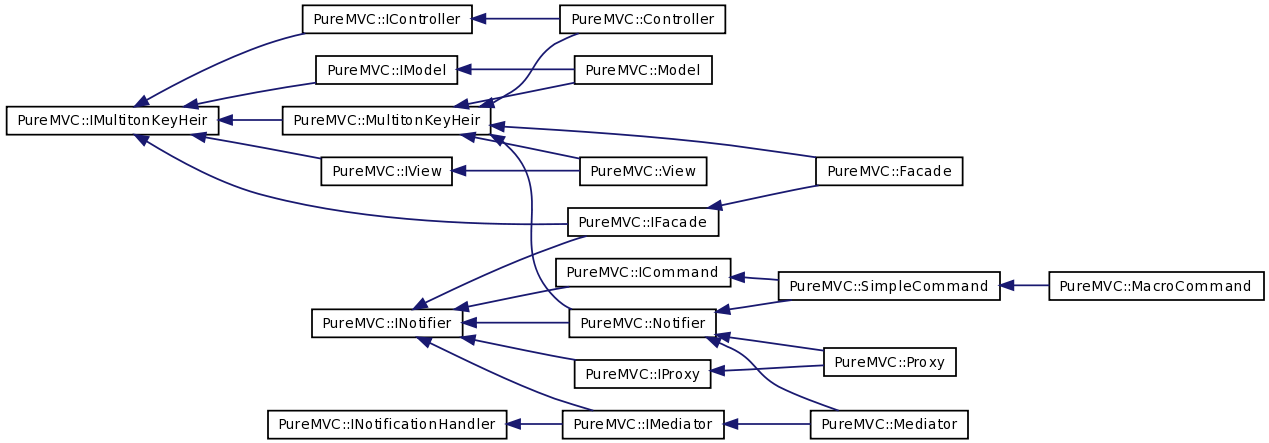 PureMVC::IController
PureMVC::Controller
PureMVC::IModel
PureMVC::Model
PureMVC::IMultitonKeyHeir
PureMVC::MultitonKeyHeir
PureMVC::IView
PureMVC::View
PureMVC::Facade
PureMVC::IFacade
PureMVC::ICommand
PureMVC::SimpleCommand
PureMVC::MacroCommand
PureMVC::INotifier
PureMVC::Notifier
PureMVC::Proxy
PureMVC::IProxy
PureMVC::INotificationHandler
PureMVC::IMediator
PureMVC::Mediator